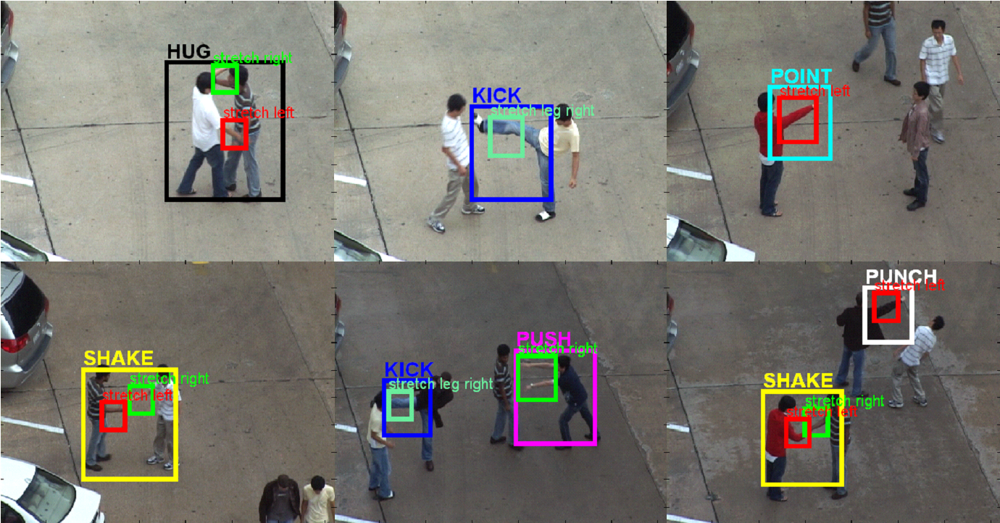 HUG
stretch right
stretch left
KICK
stretch leg right
POINT
stretch left
SHAKE
stretch right
stretch left
KICK
stretch leg right
PUSH
stretch right
PUNCH
stretch left
SHAKE
stretch right
stretch left